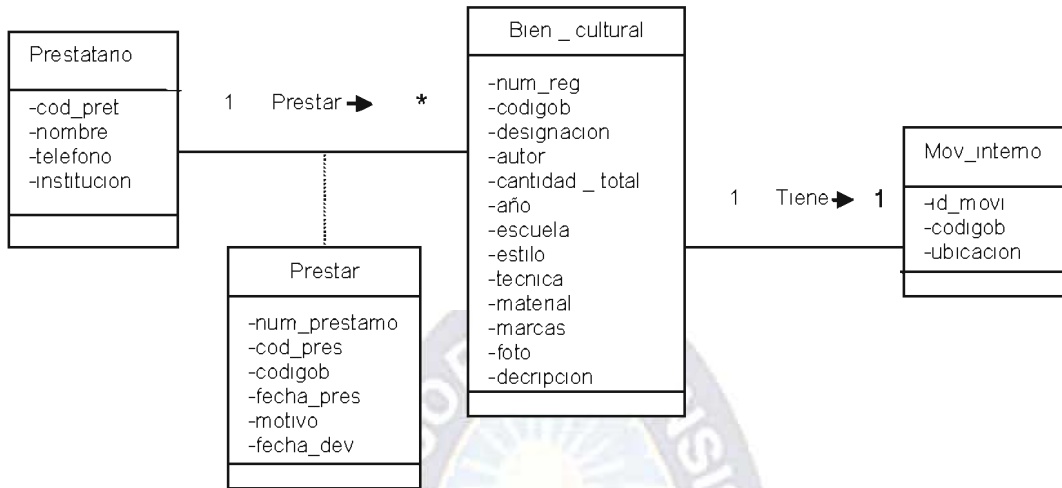 Prestatario
-cod_pret
-nombre
-telefono
-institucion
1 Prestar *
Prestar
-num_prestamo
-cod_pres
-codigob
-fecha_pres
-motivo
-fecha_dev
Bien _ cultural
-num_reg
-codigob
-designacion
-autor
-cantidad _ total
-año
-escuela
-estilo
-tecnica
-material
-marcas
-foto
-decripcion
1 Tiene 1
Mov_interno
-id_movi
-codigob
-ubicacion